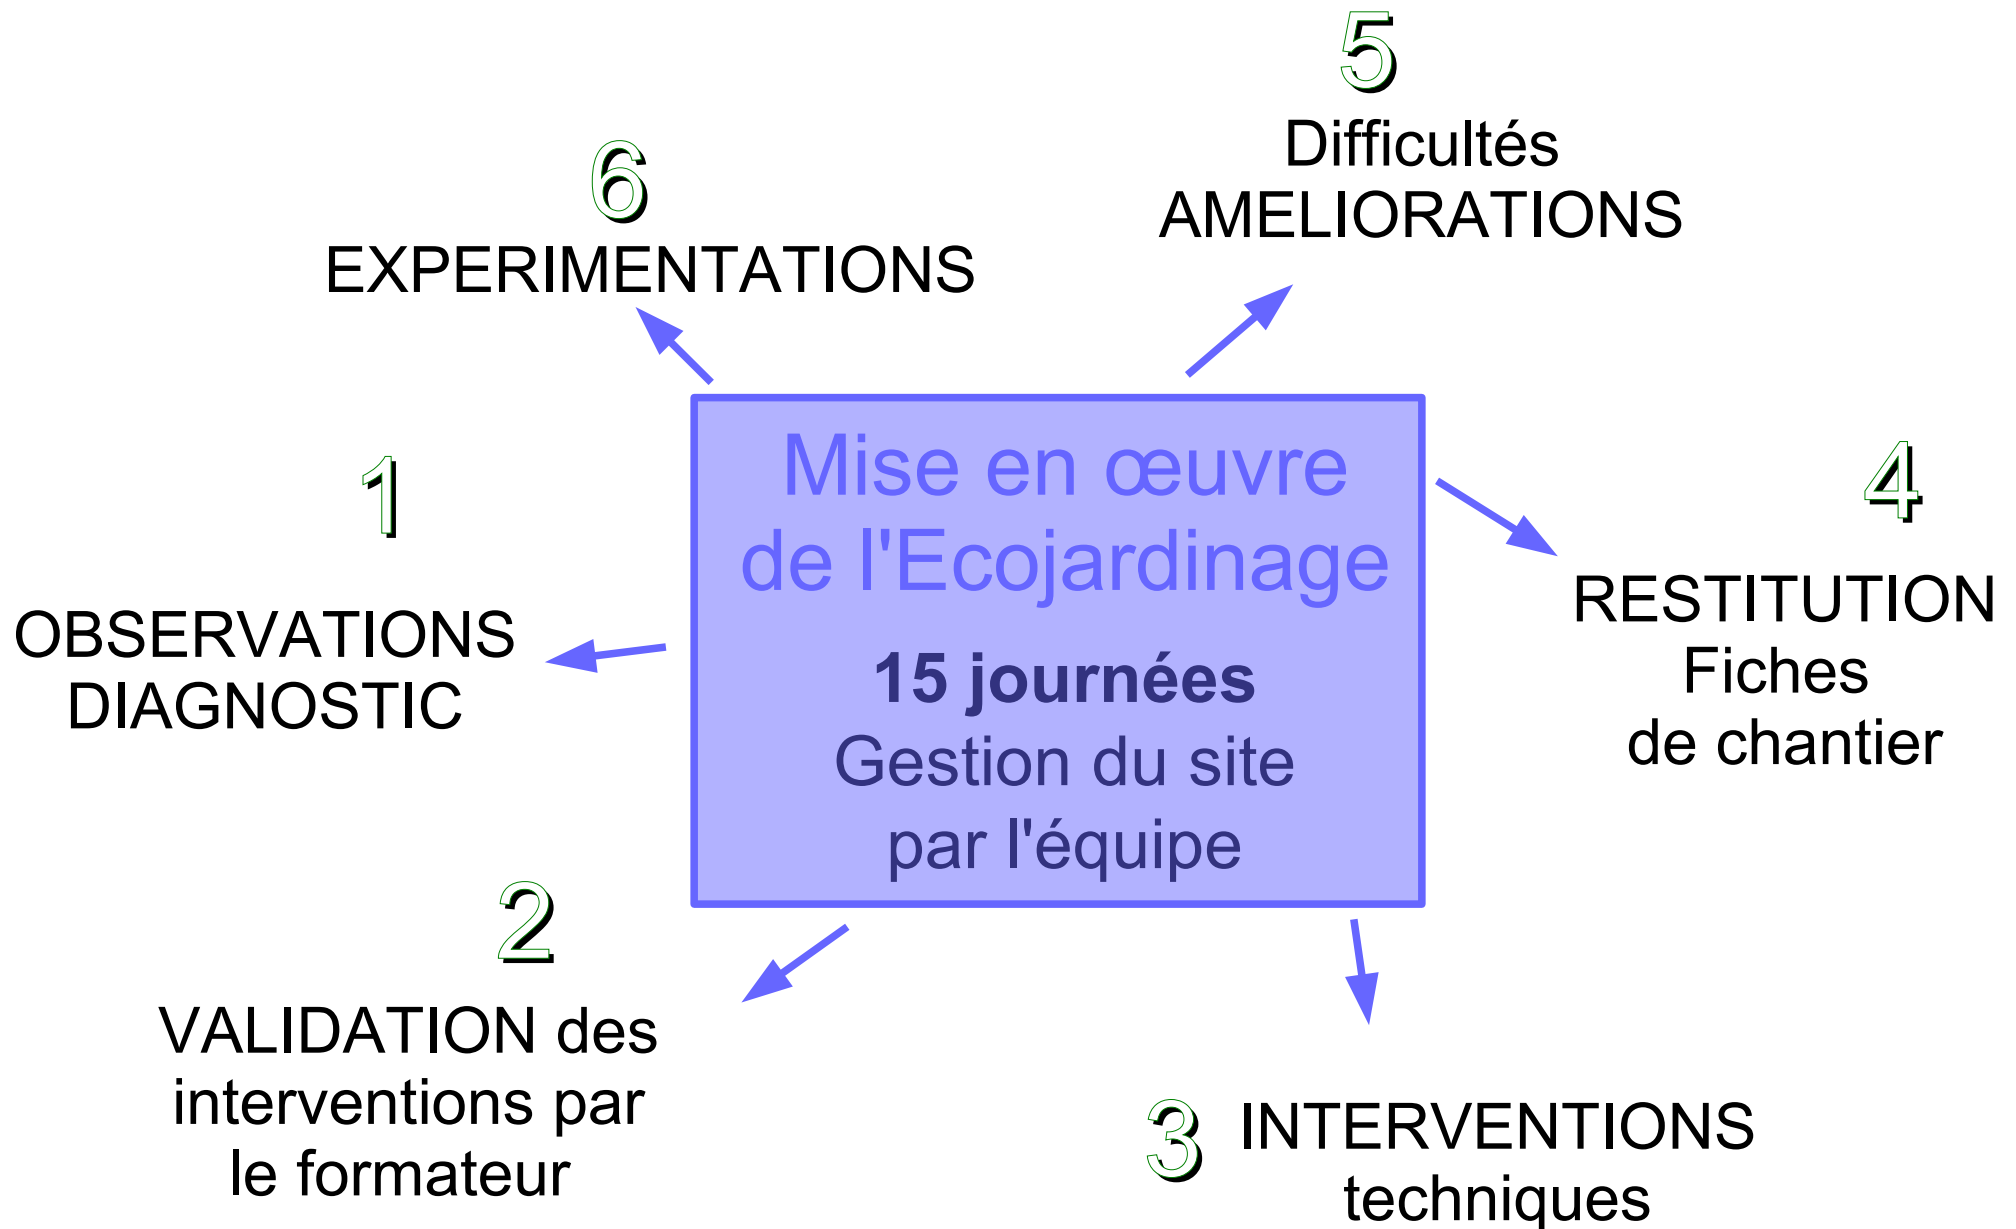 Mise en œuvre
de l'Ecojardinage
15 journées
Gestion du site
par l'équipe
1
OBSERVATIONS
DIAGNOSTIC
2
VALIDATION des
interventions par
le formateur
3
INTERVENTIONS
techniques
4
RESTITUTION
Fiches
de chantier
5
Difficultés
AMELIORATIONS
6
EXPERIMENTATIONS